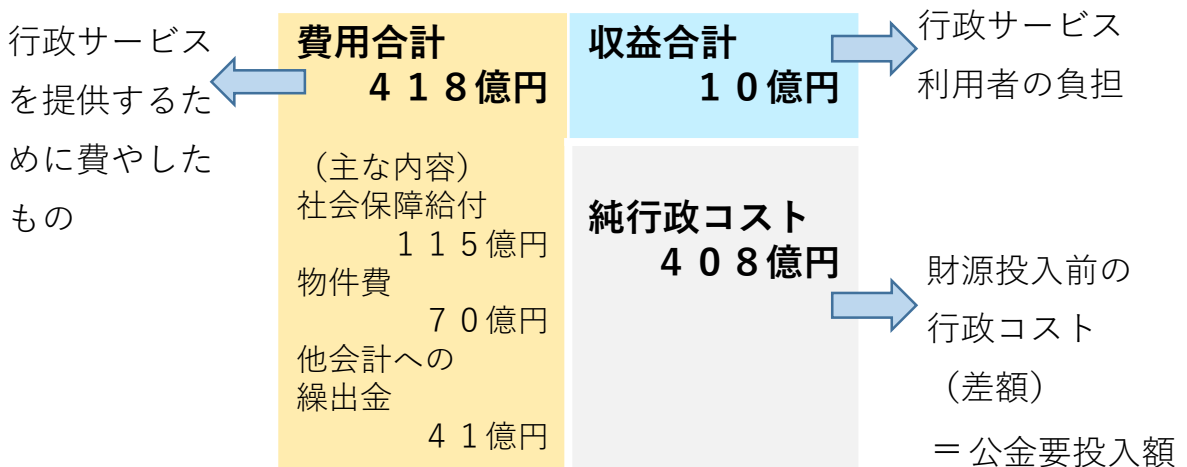 行政サービス
を提供するた
めに費やした
もの
費用合計
４１８億円
（主な内容）
社会保障給付
１１５億円
物件費
７０億円
他会計への
繰出金
４１億円
収益合計
１０億円
純行政コスト
４０８億円
行政サービス
利用者の負担
財源投入前の
行政コスト
（差額）
＝公金要投入額